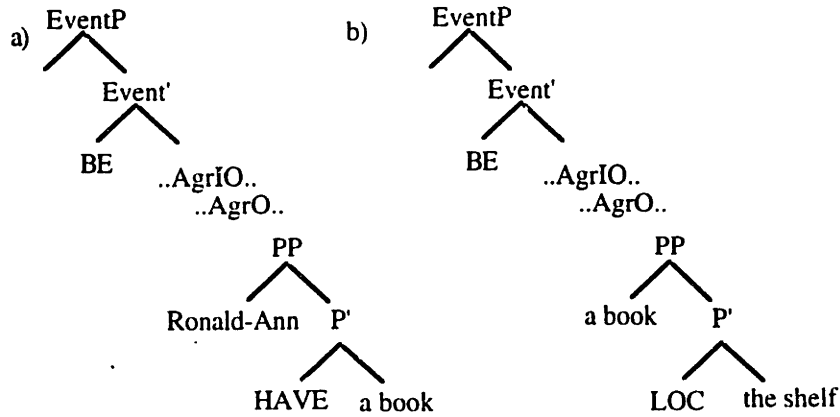 a) EventP b) EventP
Event' Event'
BE BE
..AgrIO.. ..AgrIO..
..AgrO.. ..AgrO..
PP PP
Ronald-Ann P' a book P'
HAVE a book LOC the shelf